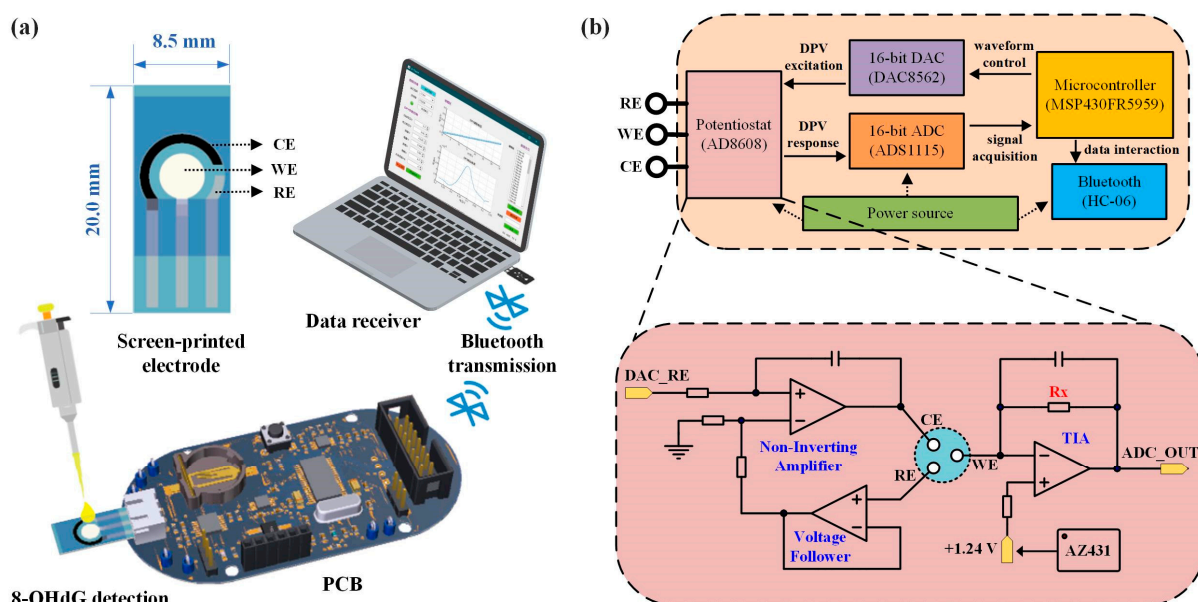 (a)
8.5 mm
20.0 mm
CE
WE
RE
Screen-printed
electrode
Data receiver
Bluetooth
transmission
PCB
8-OHdG detection
(b)
RE
WE
CE
Potentiostat
(AD8608)
DPV
excitation
16-bit DAC
(DAC8562)
waveform
control
Microcontroller
(MSP430FR5959)
DPV
response
16-bit ADC
(ADS1115)
signal
acquisition
data interaction
Bluetooth
(HC-06)
Power source
DAC_RE
Non-Inverting
Amplifier
CE
RE
WE
Voltage
Follower
Rx
TIA
ADC_OUT
+1.24 V
AZ431